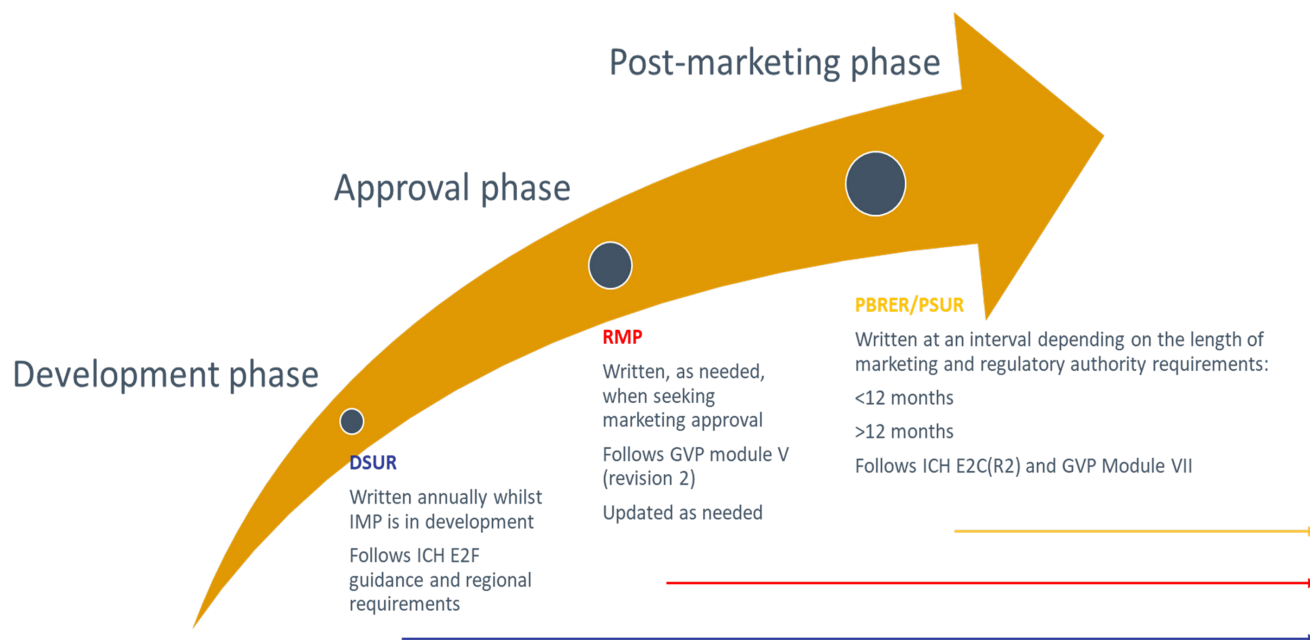 Post-marketing phase
Approval phase
Development phase
DSUR
Written annually whilst
IMP is in development
Follows ICH E2F
guidance and regional
requirements
RMP
Written, as needed,
when seeking
marketing approval
Follows GVP module V
(revision 2)
Updated as needed
PBRER/PSUR
Written at an interval depending on the length of
marketing and regulatory authority requirements:
<12 months
>12 months
Follows ICH E2C(R2) and GVP Module VII